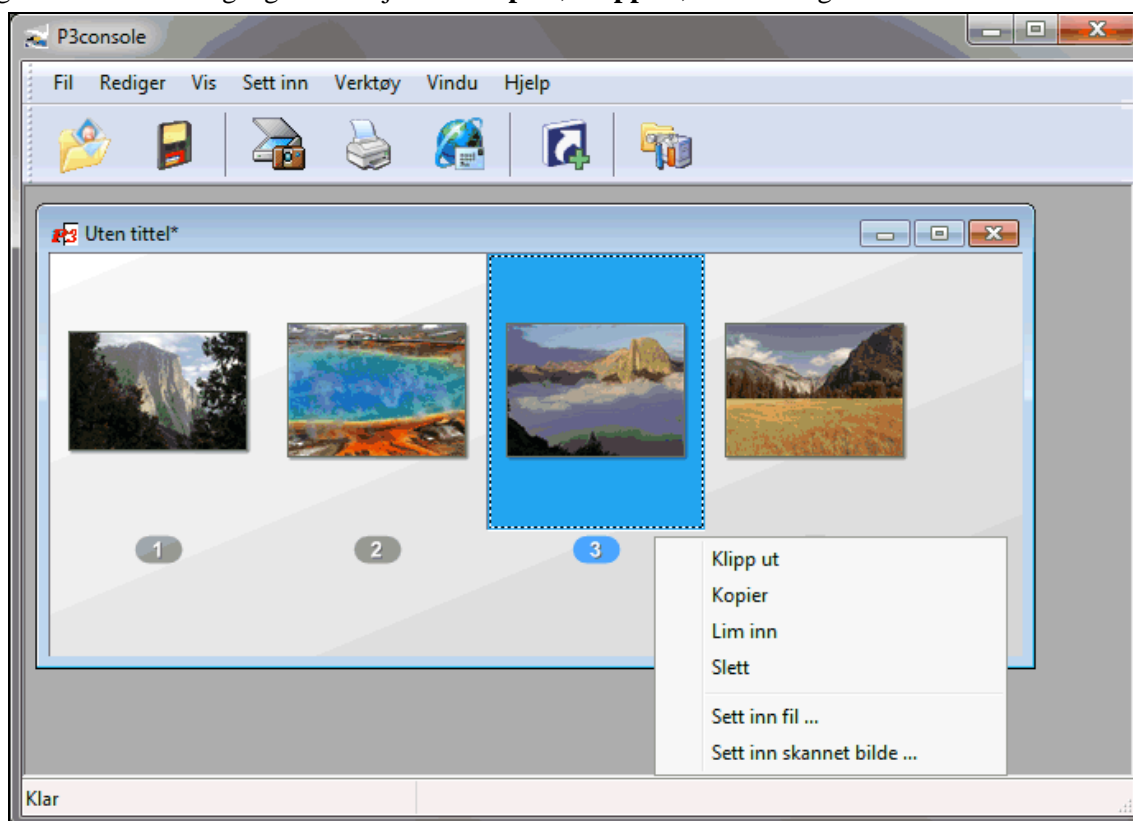 P3console
Fil Rediger Vis Sett inn Verktøy Vindu Hjelp
P3 Uten tittel*
1 2 3
Klipp ut
Kopier
Lim inn
Slett
Sett inn fil ...
Sett inn skannet bilde ...
Klar